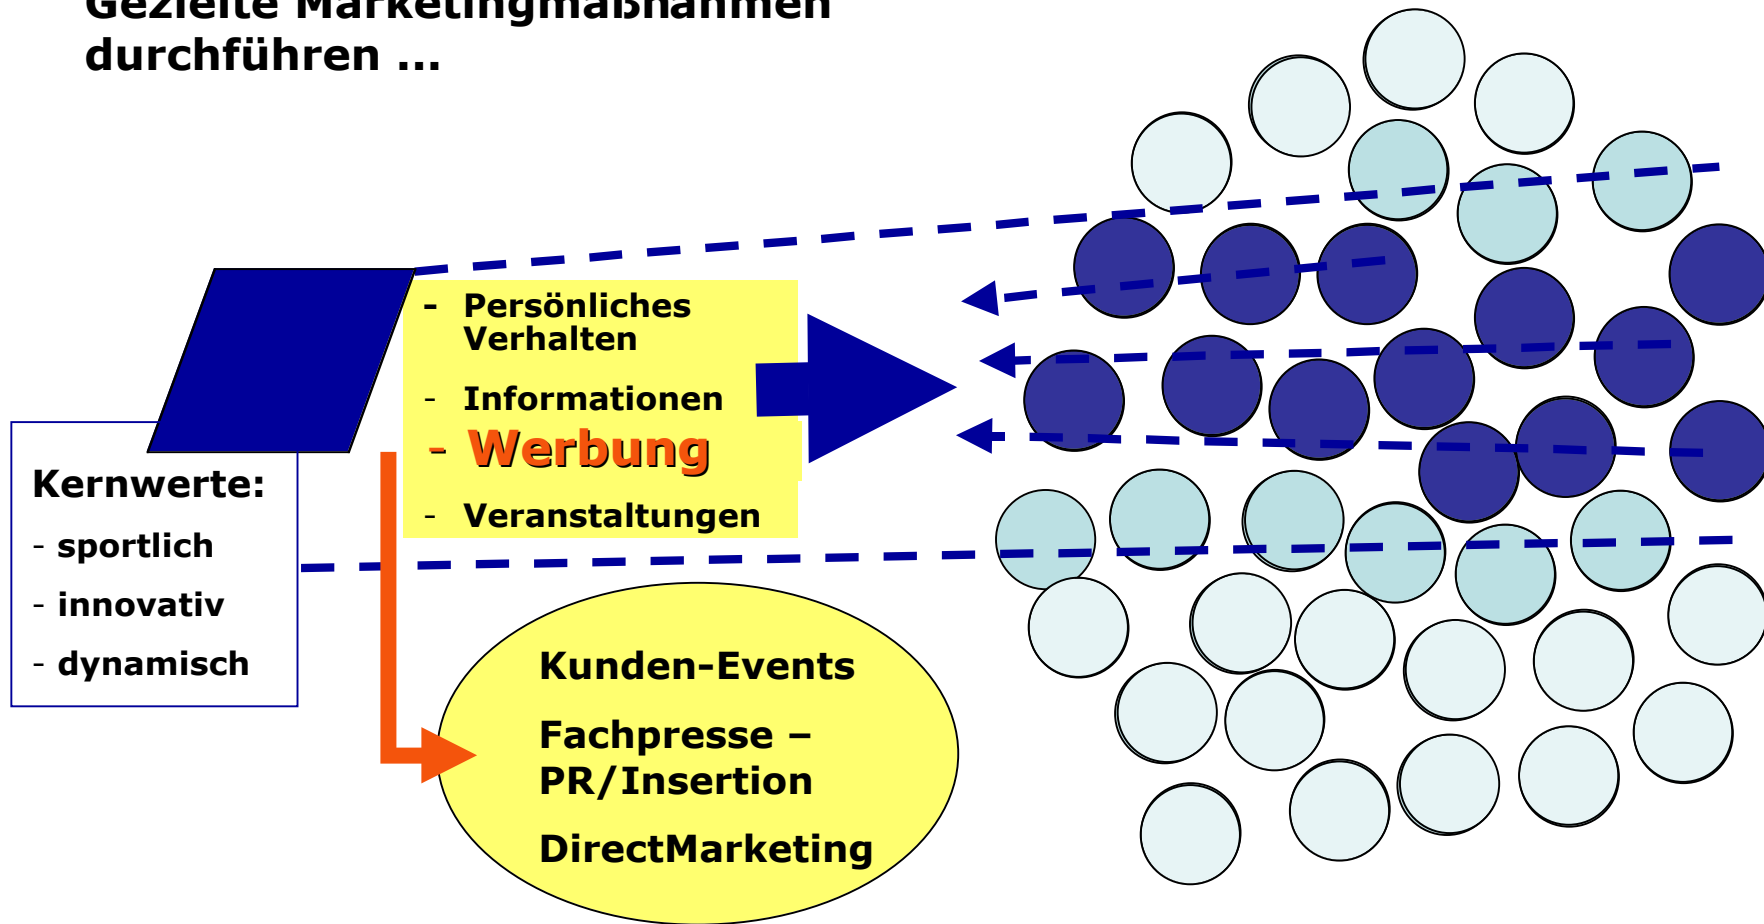 Gezielte Marketingmaßnahmen
durchführen ...
- Persönliches
Verhalten
- Informationen
- Werbung
- Veranstaltungen
Kernwerte:
- sportlich
- innovativ
- dynamisch
Kunden-Events
Fachpresse –
PR/Insertion
DirectMarketing